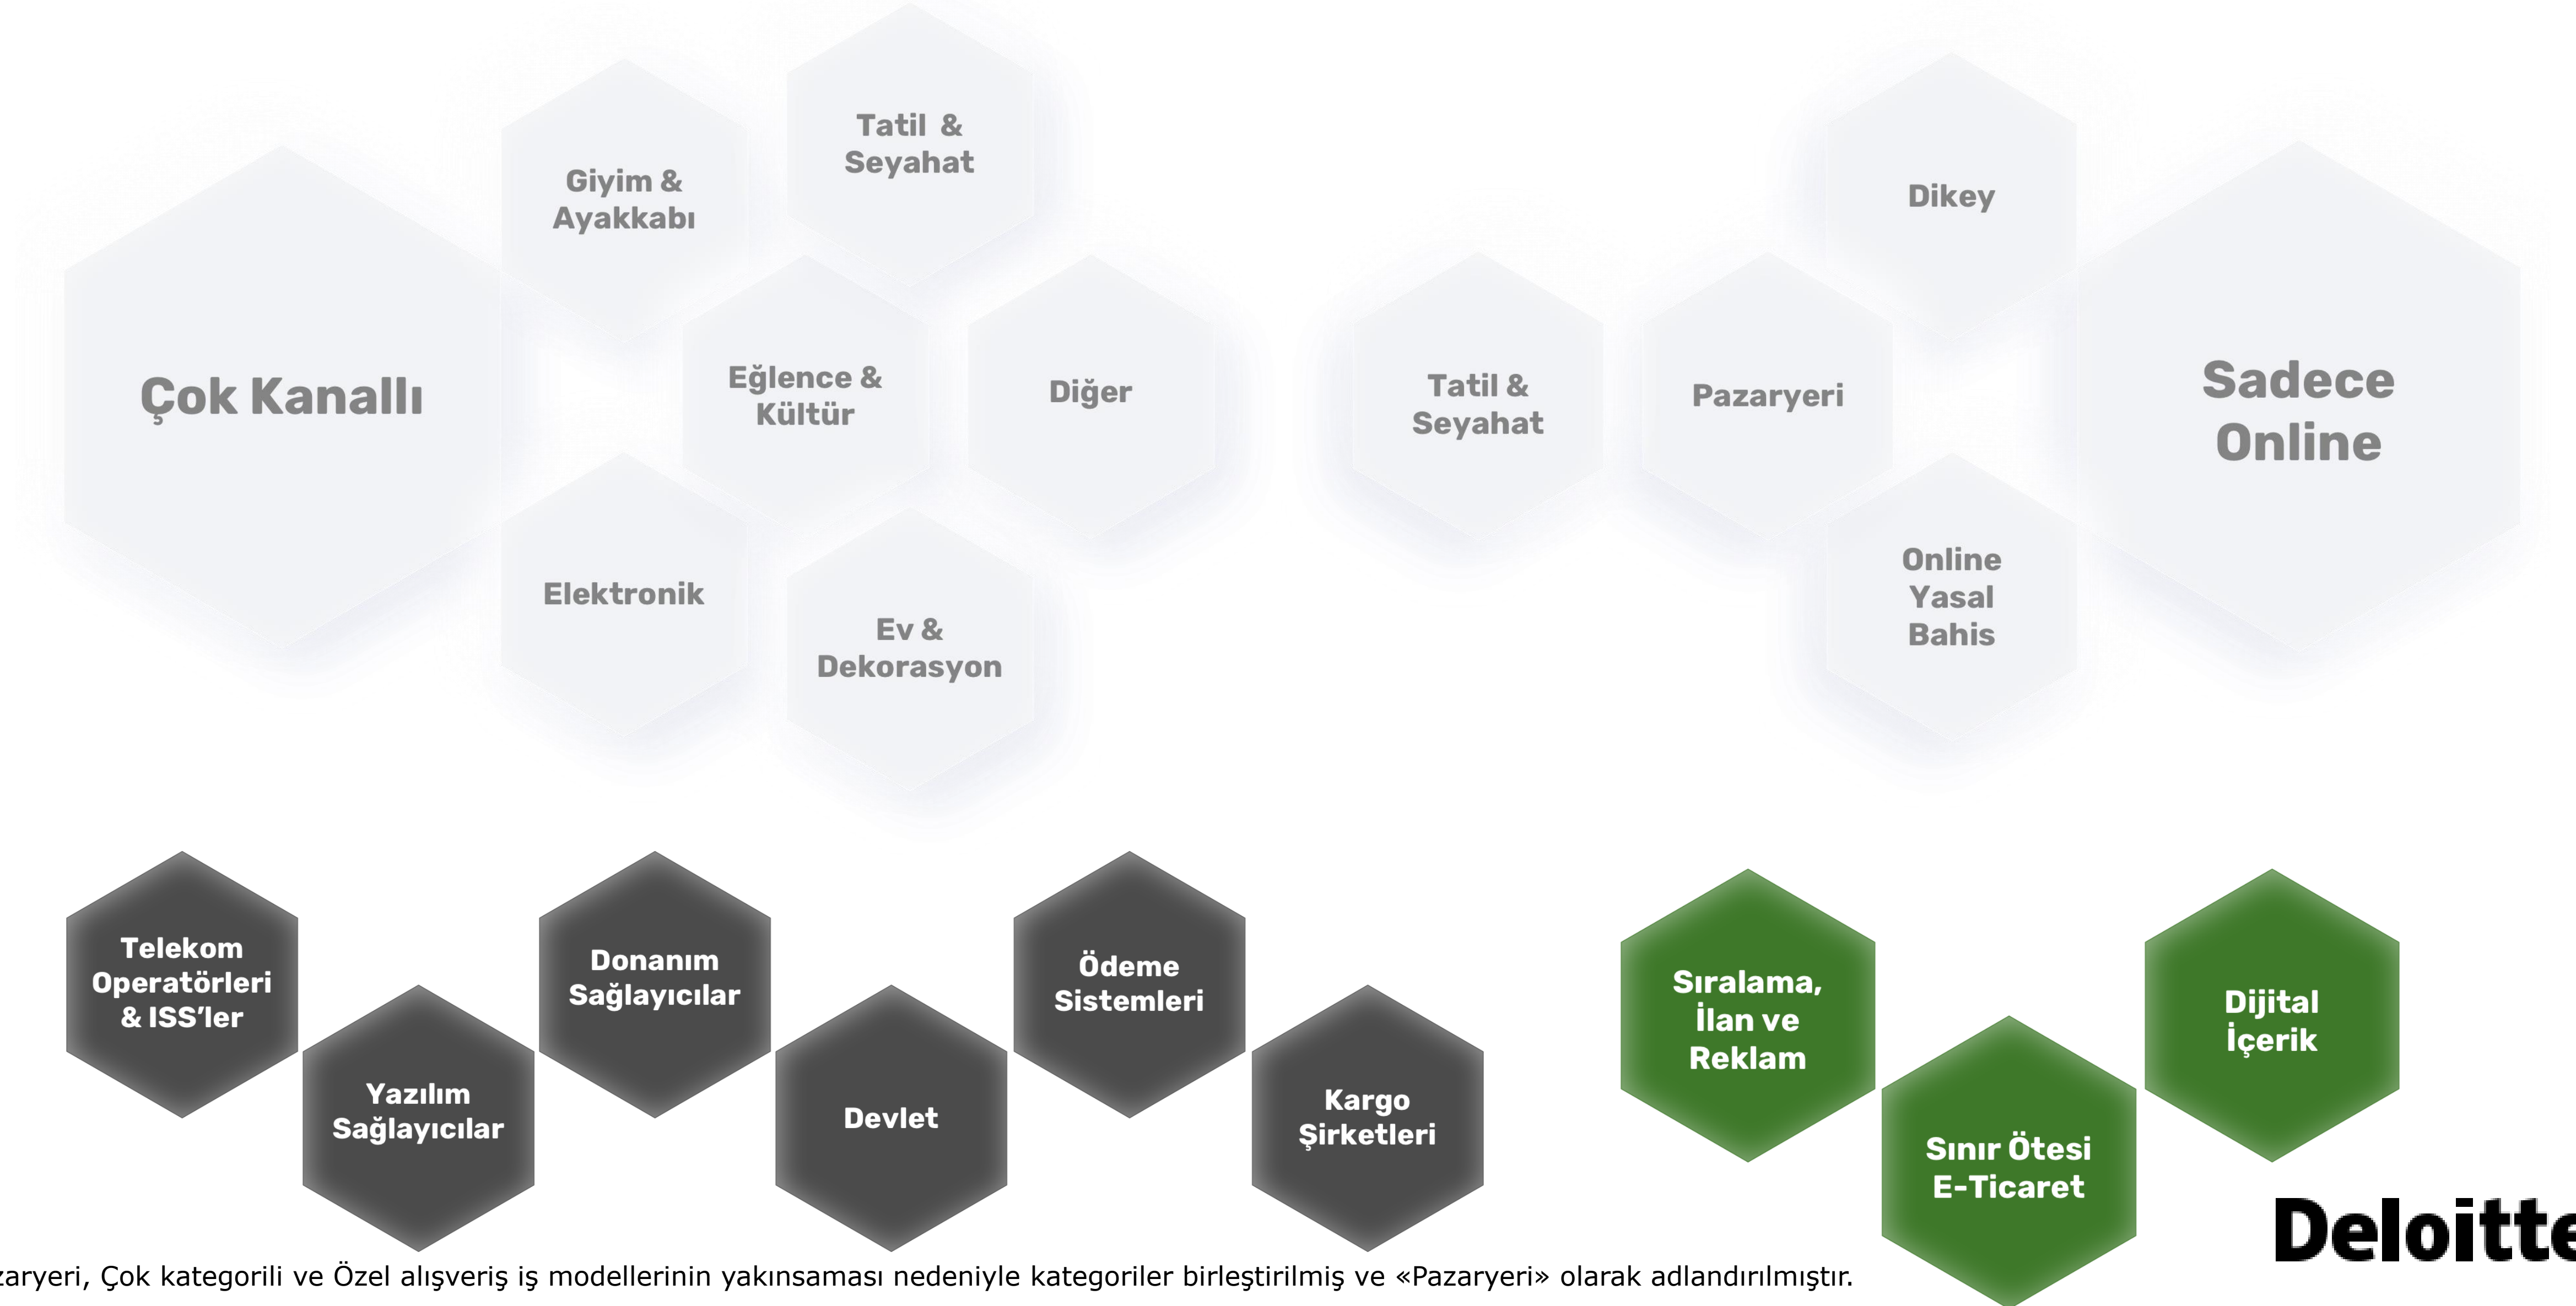 Tatil &
Seyahat
Giyim &
Ayakkabı
Dikey
Çok Kanallı
Eğlence &
Kültür
Diğer
Tatil &
Seyahat
Pazaryeri
Sadece
Online
Elektronik
Ev &
Dekorasyon
Online
Yasal
Bahis
Telekom
Operatörleri
& ISS'ler
Yazılım
Sağlayıcılar
Donanım
Sağlayıcılar
Devlet
Ödeme
Sistemleri
Kargo
Şirketleri
Sıralama,
İlan ve
Reklam
Sınır Ötesi
E-Ticaret
Dijital
İçerik
Deloitte
zaryeri, Çok kategorili ve Özel alışveriş iş modellerinin yakınsaması nedeniyle kategoriler birleştirilmiş ve «Pazaryeri» olarak adlandırılmıştır.